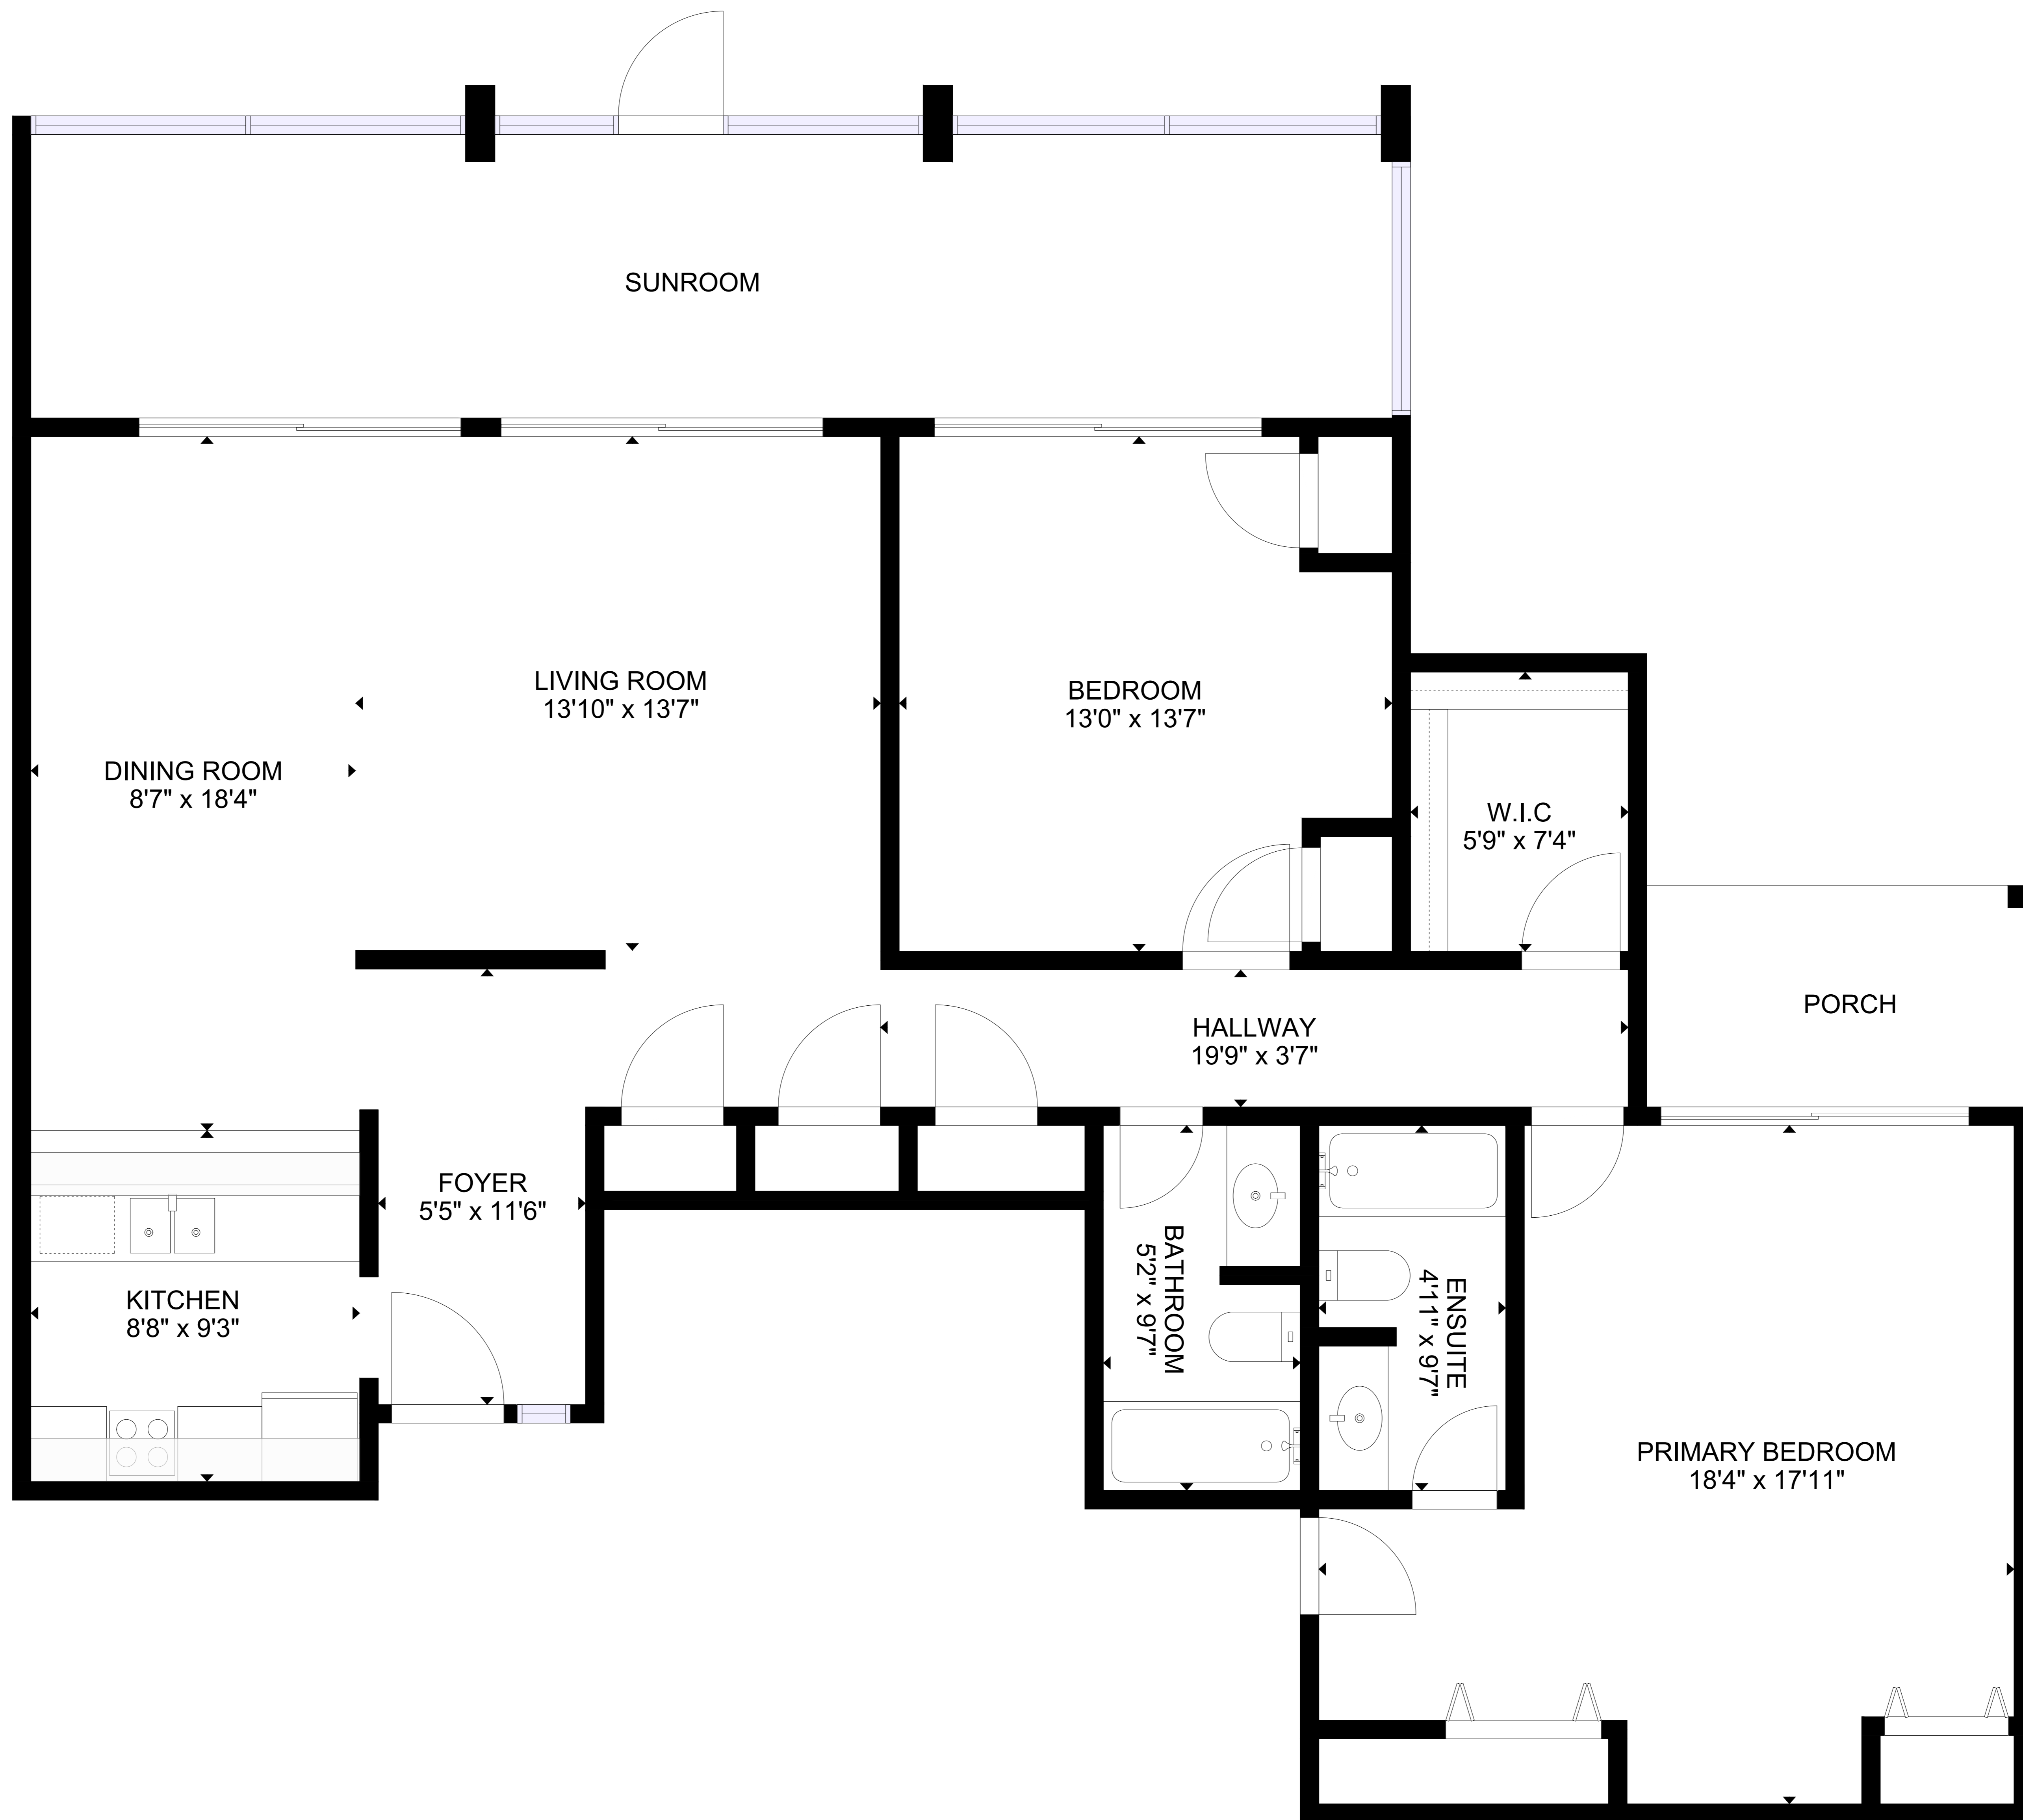 SUNROOM
LIVING ROOM
13'10" x 13'7"
BEDROOM
13'0" x 13'7"
DINING ROOM
8'7" x 18'4"
W.I.C
5'9" x 7'4"
PORCH
HALLWAY
19'9" x 3'7"
FOYER
5'5" x 11'6"
KITCHEN
8'8" x 9'3"
BATHROOM
5'2" x 9'7"
ENSUITE
4'11" x 9'7"
PRIMARY BEDROOM
18'4" x 17'11"